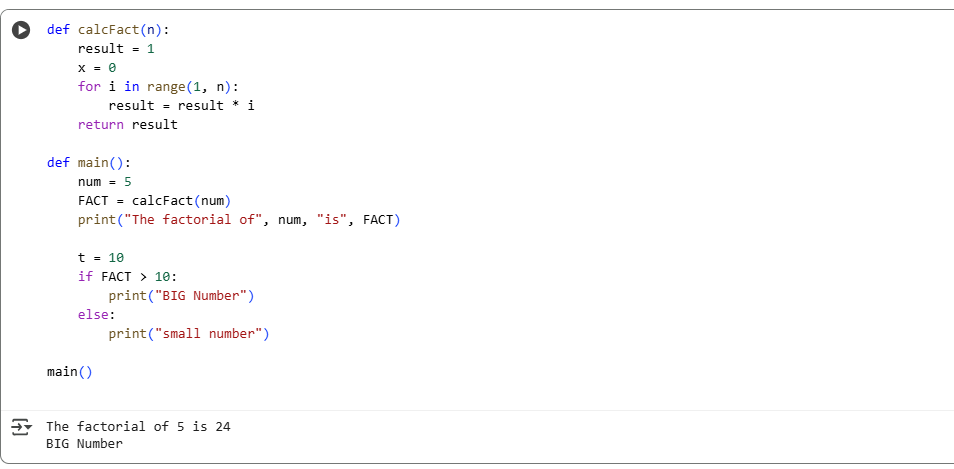 def calcFact(n):
    result = 1
    x = 0
    for i in range(1, n):
        result = result * i
    return result

def main():
    num = 5
    FACT = calcFact(num)
    print("The factorial of", num, "is", FACT)

    t = 10
    if FACT > 10:
        print("BIG Number")
    else:
        print("small number")

main()

The factorial of 5 is 24
BIG Number